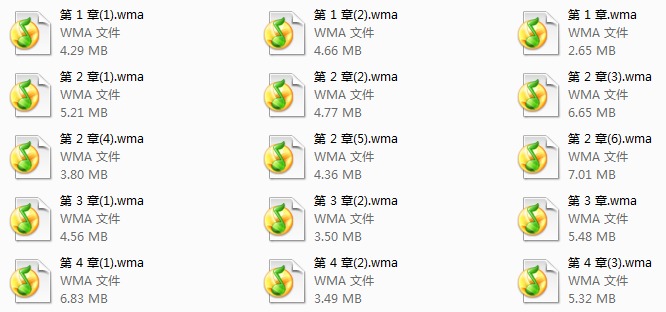 第 1 章(1).wma
WMA 文件
4.29 MB
第 1 章(2).wma
WMA 文件
4.66 MB
第 1 章.wma
WMA 文件
2.65 MB
第 2 章(1).wma
WMA 文件
5.21 MB
第 2 章(2).wma
WMA 文件
4.77 MB
第 2 章(3).wma
WMA 文件
6.65 MB
第 2 章(4).wma
WMA 文件
3.80 MB
第 2 章(5).wma
WMA 文件
4.36 MB
第 2 章(6).wma
WMA 文件
7.01 MB
第 3 章(1).wma
WMA 文件
4.56 MB
第 3 章(2).wma
WMA 文件
3.50 MB
第 3 章.wma
WMA 文件
5.48 MB
第 4 章(1).wma
WMA 文件
6.83 MB
第 4 章(2).wma
WMA 文件
3.49 MB
第 4 章(3).wma
WMA 文件
5.32 MB